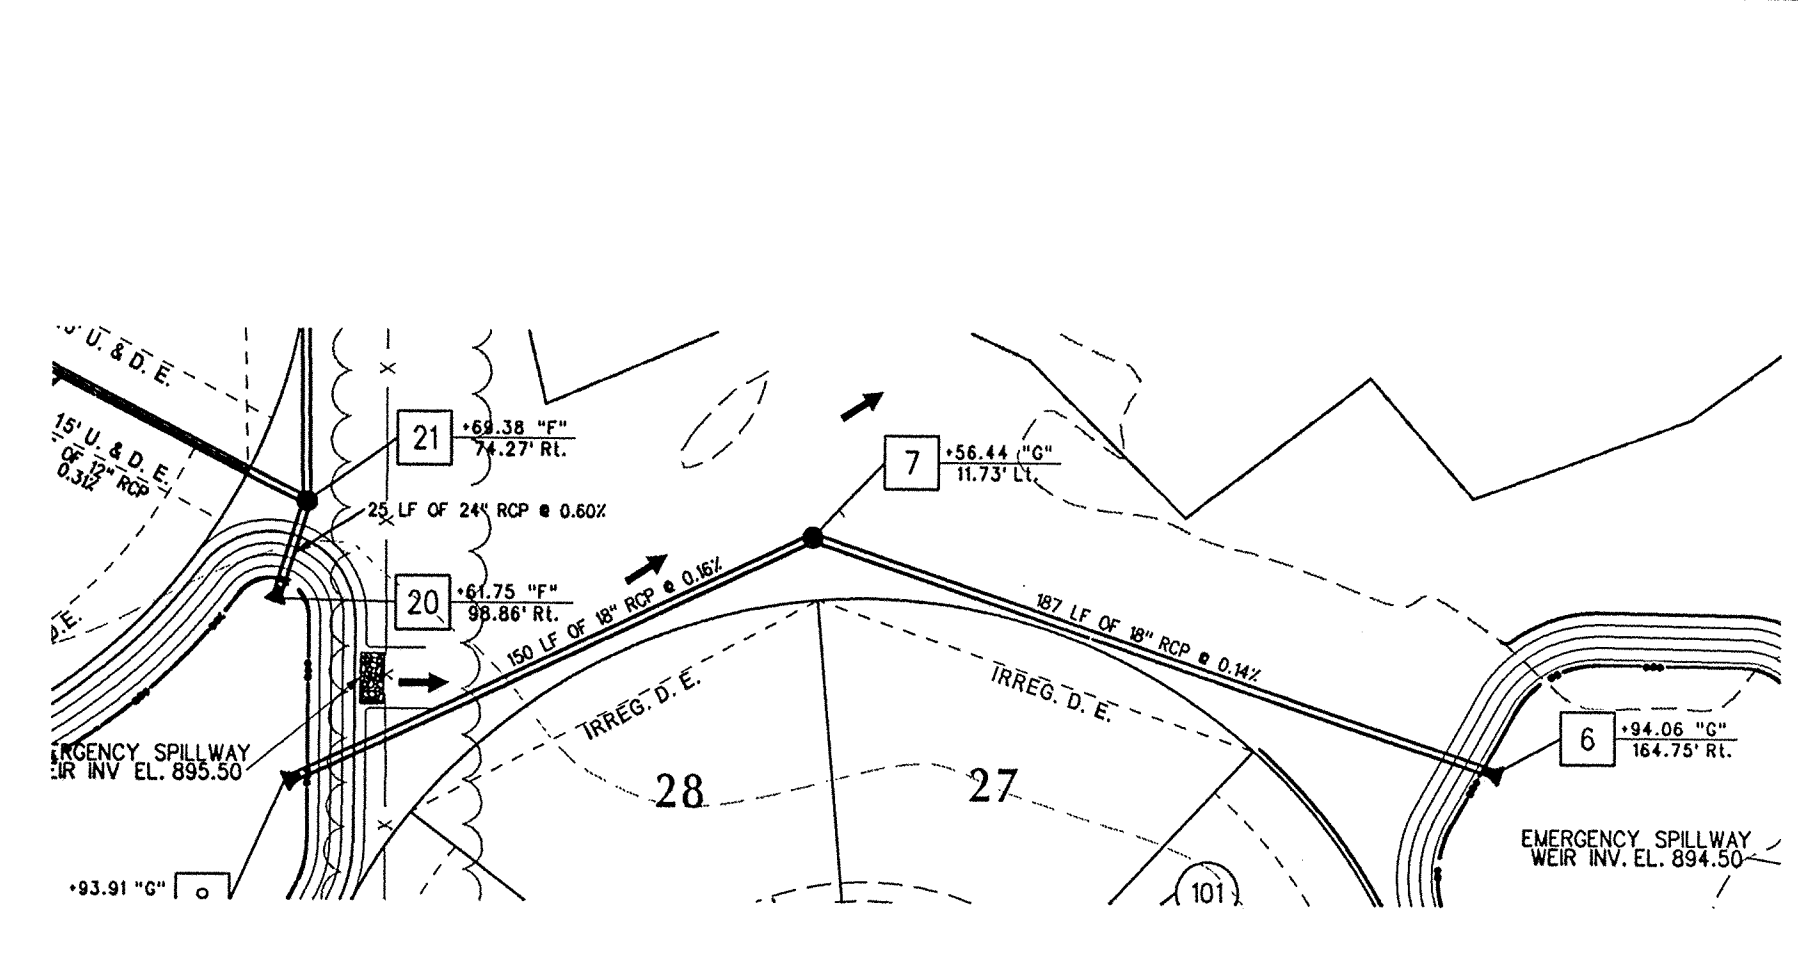 U. & D. E.
15' U. & D. E.
OF 12" RCP
0.31%
21
+69.38 "F"
74.27' Rt.
25 LF OF 24" RCP @ 0.60%
20
+61.75 "F"
98.86' Rt.
D.E.
7
+56.44 "G"
11.73' Lt.
150 LF OF 18" RCP @ 0.16%
187 LF OF 18" RCP @ 0.14%
IRREG. D. E.
IRREG. D. E.
6
+94.06 "G"
164.75' Rt.
ERGENCY SPILLWAY
EIR INV EL. 895.50
28
27
EMERGENCY SPILLWAY
WEIR INV. EL. 894.50
+93.91 "G"
101